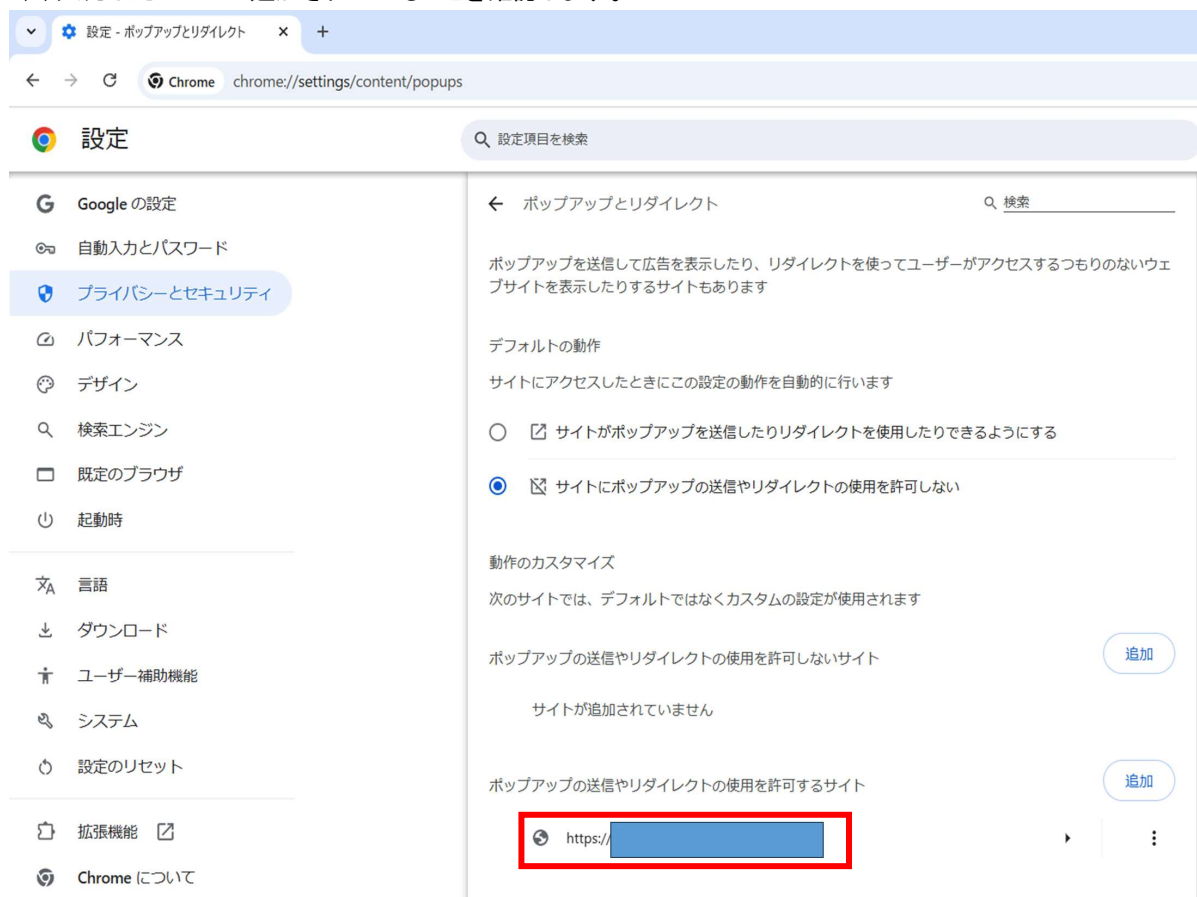 設定 - ポップアップとリダイレクト
Chrome chrome://settings/content/popups
設定
設定項目を検索
Google の設定
自動入力とパスワード
プライバシーとセキュリティ
パフォーマンス
デザイン
検索エンジン
既定のブラウザ
起動時
言語
ダウンロード
ユーザー補助機能
システム
設定のリセット
拡張機能
Chrome について
ポップアップとリダイレクト
検索
ポップアップを送信して広告を表示したり、リダイレクトを使ってユーザーがアクセスするつもりのないウェ
ブサイトを表示したりするサイトもあります
デフォルトの動作
サイトにアクセスしたときにこの設定の動作を自動的に行います
サイトがポップアップを送信したりリダイレクトを使用したりできるようにする
サイトにポップアップの送信やリダイレクトの使用を許可しない
動作のカスタマイズ
次のサイトでは、デフォルトではなくカスタムの設定が使用されます
ポップアップの送信やリダイレクトの使用を許可しないサイト
追加
サイトが追加されていません
ポップアップの送信やリダイレクトの使用を許可するサイト
追加
https://